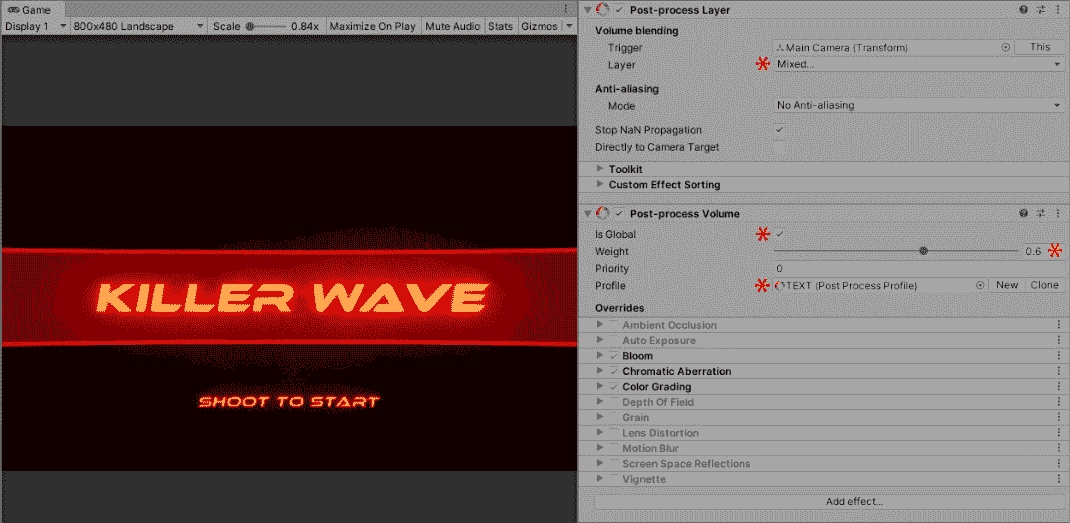 Game
Display 1 800x480 Landscape Scale 0.84x Maximize On Play Mute Audio Stats Gizmos
KILLER WAVE
SHOOT TO START
Post-process Layer
Volume blending
Trigger Main Camera (Transform) This
Layer Mixed...
Anti-aliasing
Mode No Anti-aliasing
Stop NaN Propagation
Directly to Camera Target
Toolkit
Custom Effect Sorting
Post-process Volume
Is Global
Weight 0.6
Priority 0
Profile TEXT (Post Process Profile) New Clone
Overrides
Ambient Occlusion
Auto Exposure
Bloom
Chromatic Aberration
Color Grading
Depth Of Field
Grain
Lens Distortion
Motion Blur
Screen Space Reflections
Vignette
Add effect...